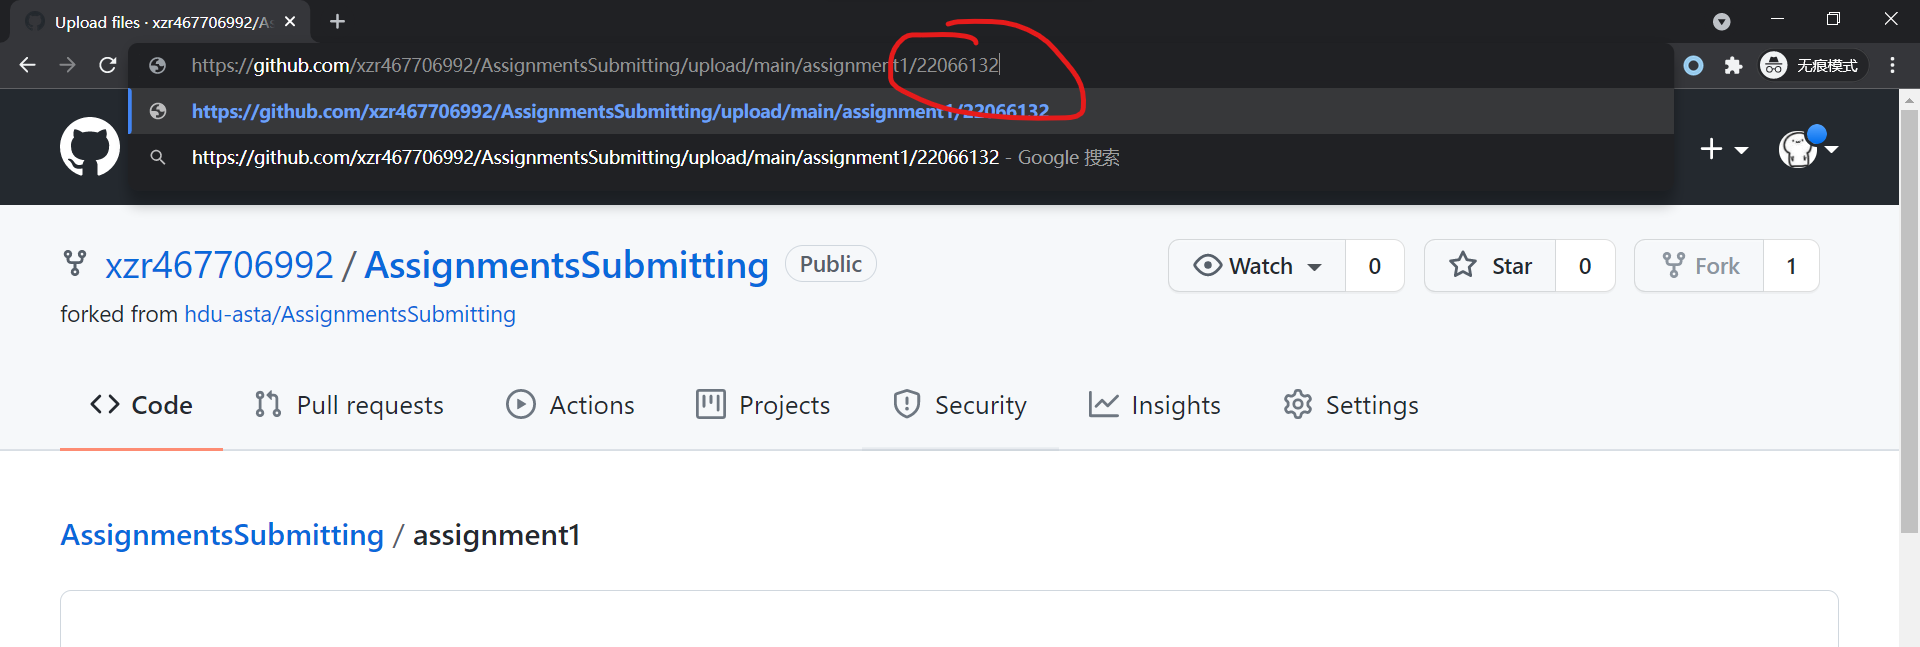 Upload files · xzr467706992/A
https://github.com/xzr467706992/AssignmentsSubmitting/upload/main/assignment1/22066132
无痕模式
https://github.com/xzr467706992/AssignmentsSubmitting/upload/main/assignment1/22066132
https://github.com/xzr467706992/AssignmentsSubmitting/upload/main/assignment1/22066132 - Google 搜索
xzr467706992 / AssignmentsSubmitting Public Watch 0 Star 0 Fork 1
forked from hdu-asta/AssignmentsSubmitting
Code Pull requests Actions Projects Security Insights Settings
AssignmentsSubmitting / assignment1